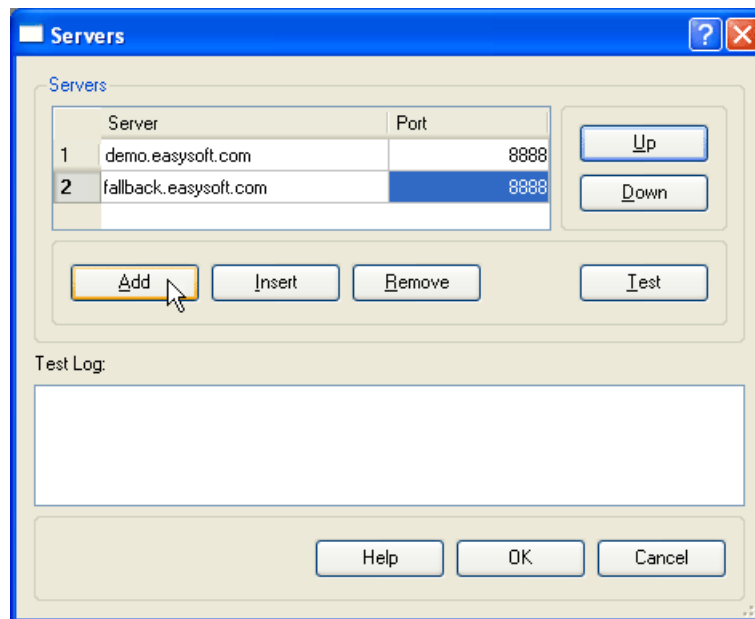 Servers
?
Servers
Server Port
1 demo.easysoft.com 8888
2 fallback.easysoft.com 8888
Up
Down
Add Insert Remove Test
Test Log:
Help OK Cancel